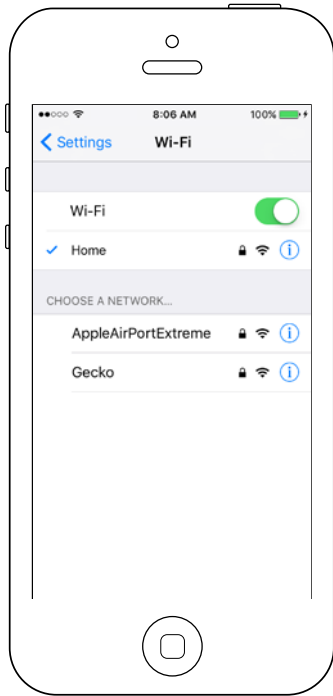 8:06 AM 100%
Settings Wi-Fi
Wi-Fi
Home
CHOOSE A NETWORK...
AppleAirPortExtreme
Gecko